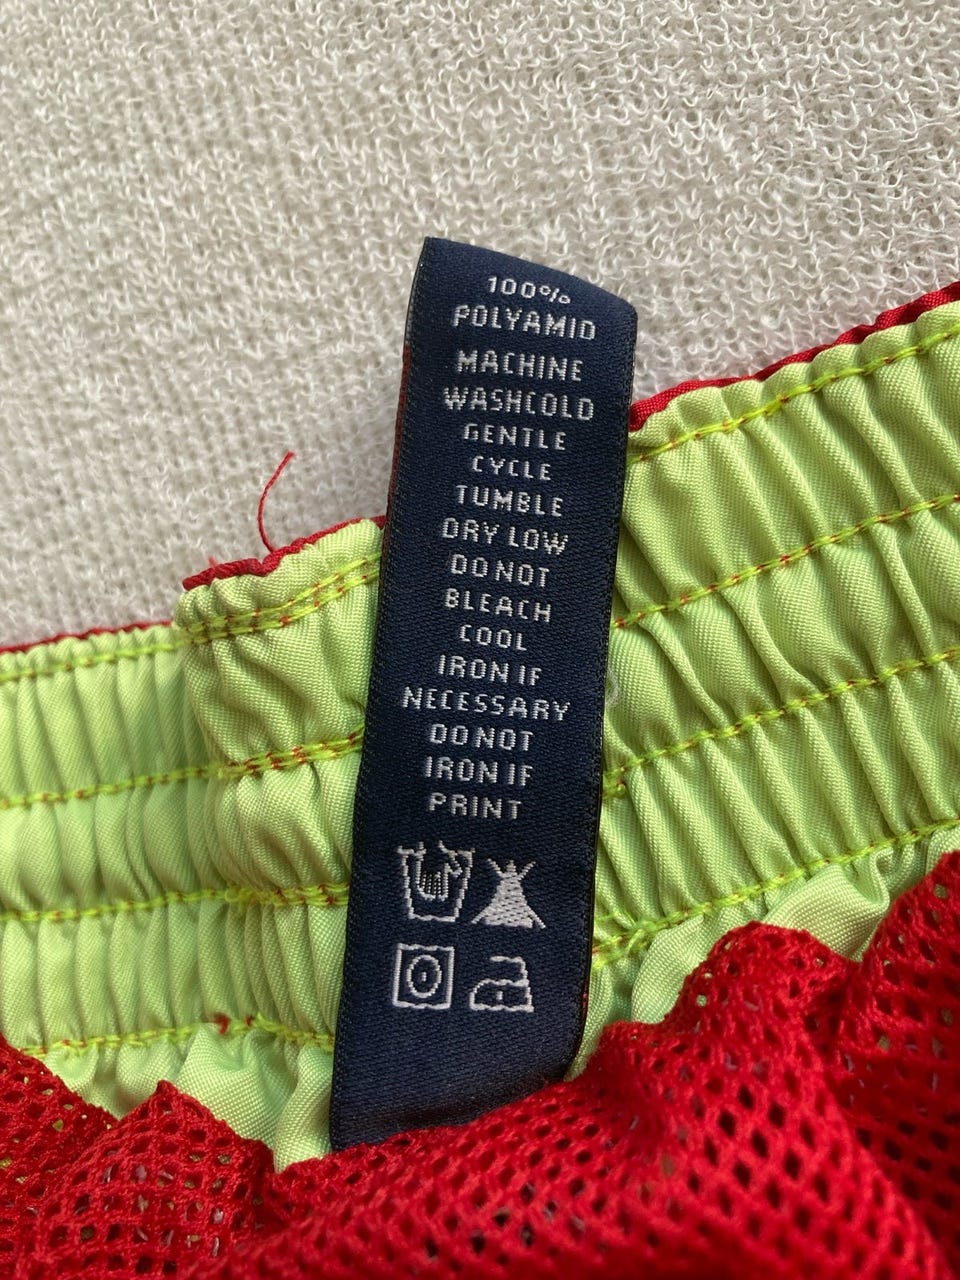 100%
POLYAMID
MACHINE
WASHCOLD
GENTLE
CYCLE
TUMBLE
DRY LOW
DO NOT
BLEACH
COOL
IRON IF
NECESSARY
DO NOT
IRON IF
PRINT